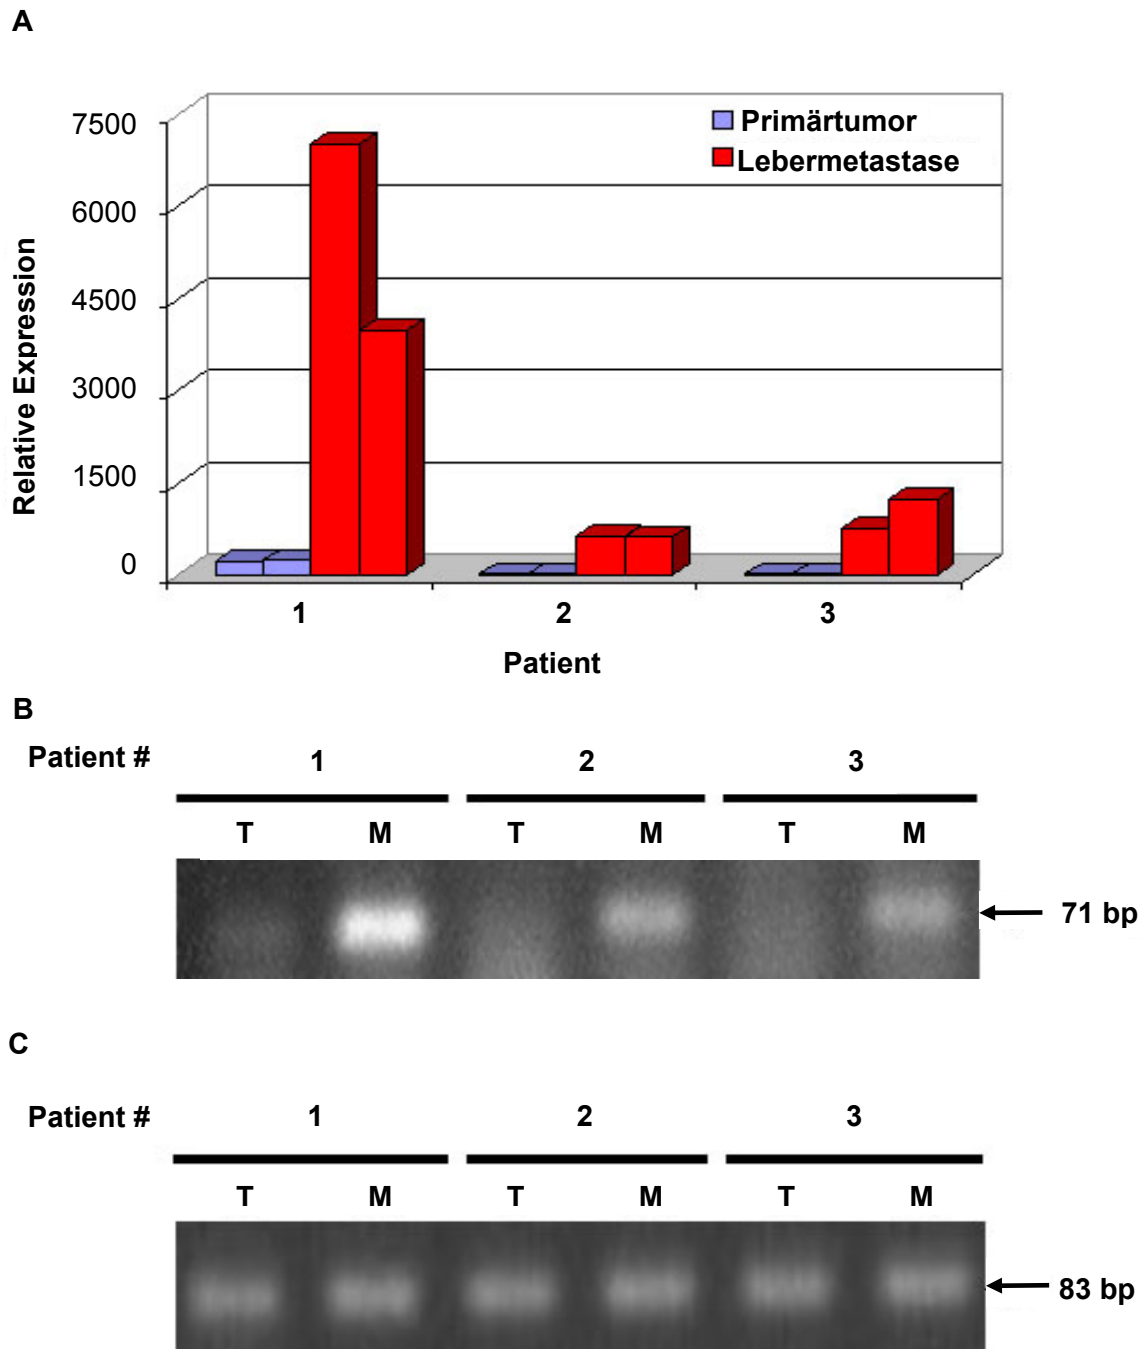 A
7500
6000
4500
3000
1500
0
Relative Expression
Primärtumor
Lebermetastase
1 2 3
Patient
B
Patient # 1 2 3
T M T M T M
71 bp
C
Patient # 1 2 3
T M T M T M
83 bp